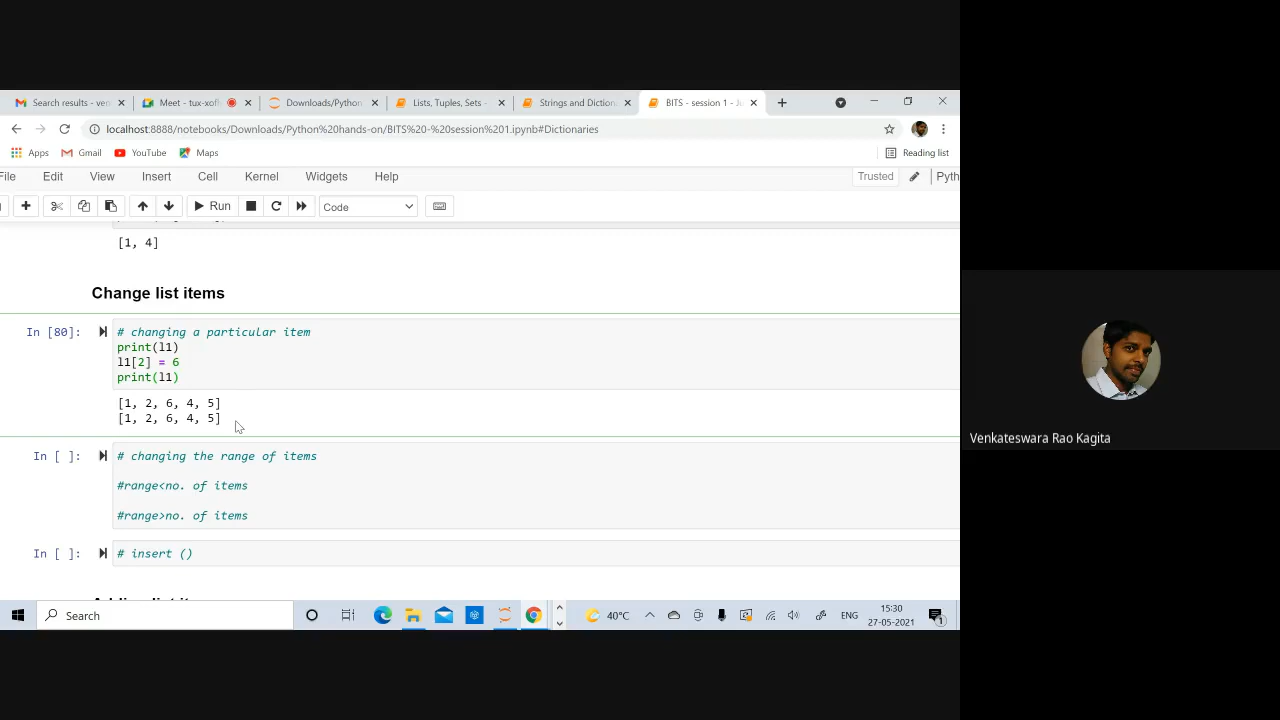 Search results - ven
Meet - tux-xofl
Downloads/Python
Lists, Tuples, Sets -
Strings and Diction
BITS - session 1 - Ju
localhost:8888/notebooks/Downloads/Python%20hands-on/BITS%20-%20session%201.ipynb#Dictionaries
Apps
Gmail
YouTube
Maps
Reading list
File
Edit
View
Insert
Cell
Kernel
Widgets
Help
Trusted
Pyth
Run
Code
[1, 4]
Change list items
In [80]:
# changing a particular item
print(l1)
l1[2] = 6
print(l1)
[1, 2, 6, 4, 5]
[1, 2, 6, 4, 5]
In [ ]:
# changing the range of items
#range<no. of items
#range>no. of items
In [ ]:
# insert ()
Search
40°C
ENG
15:30
27-05-2021
Venkateswara Rao Kagita